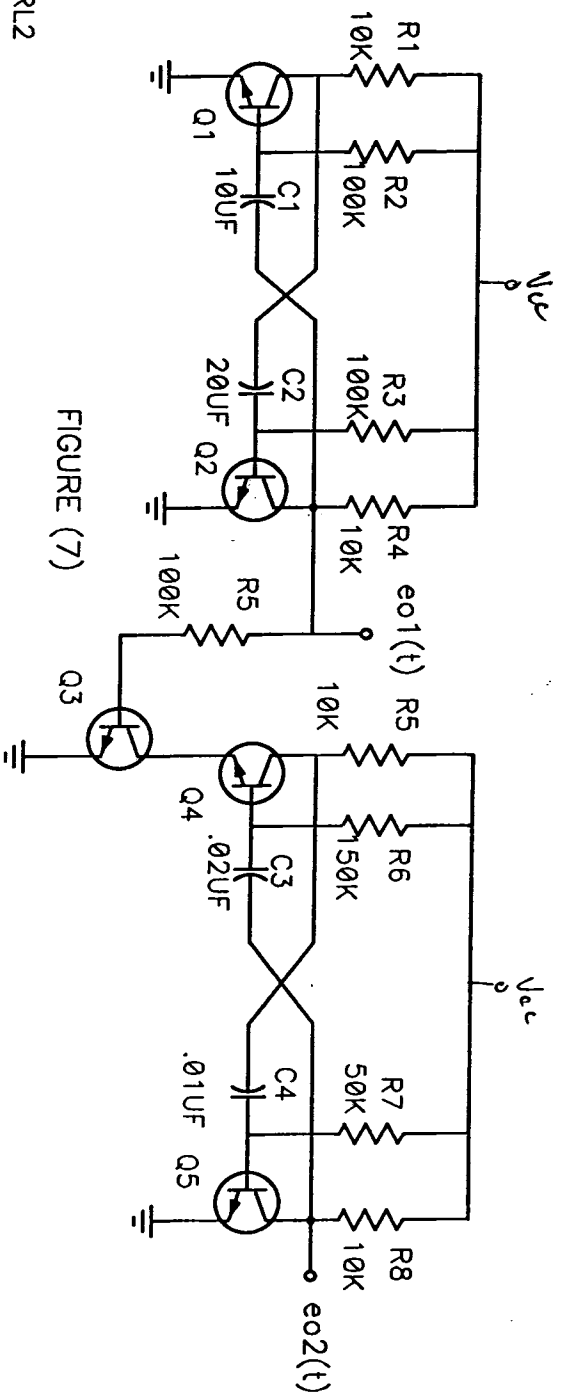 Vcc
Vcc
R1
10K
R2
100K
R3
100K
R4
10K
eo1(t)
R5
10K
R6
150K
R7
50K
R8
10K
eo2(t)
Q1
C1
10UF
C2
20UF
Q2
R5
100K
Q3
Q4
C3
.02UF
C4
.01UF
Q5
FIGURE (7)
RL2